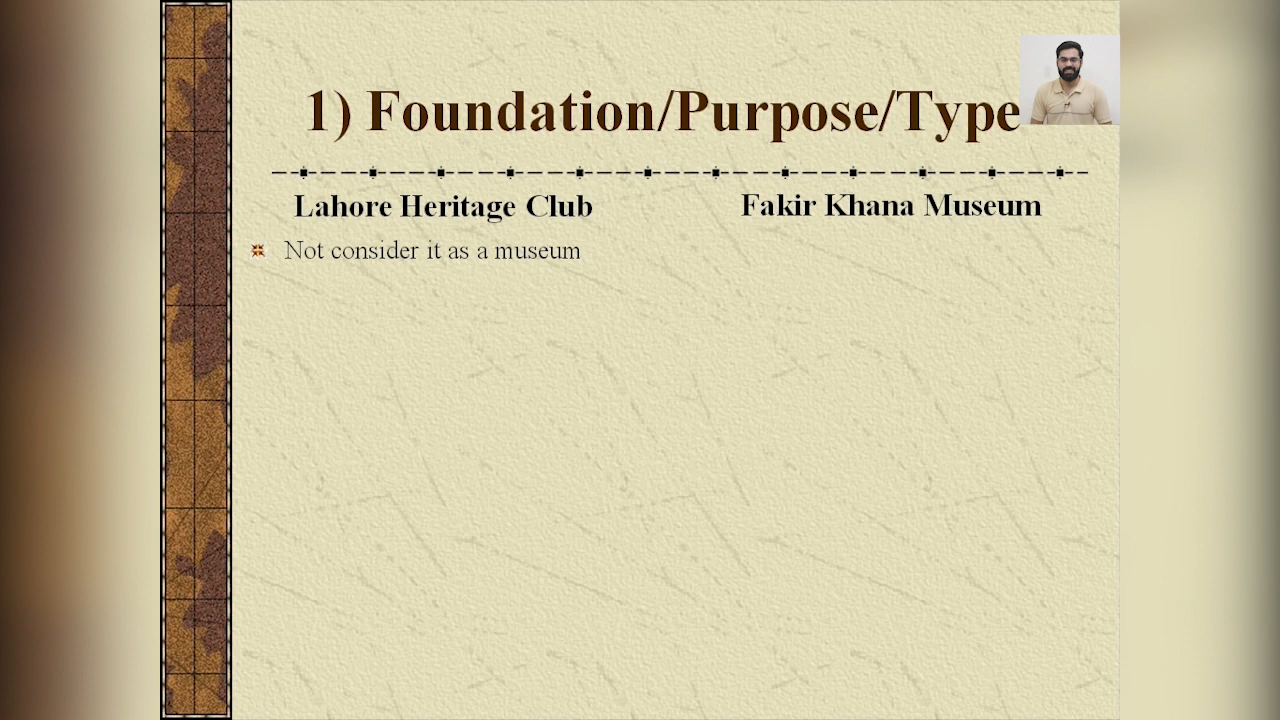 1) Foundation/Purpose/Type
Lahore Heritage Club
Fakir Khana Museum
Not consider it as a museum